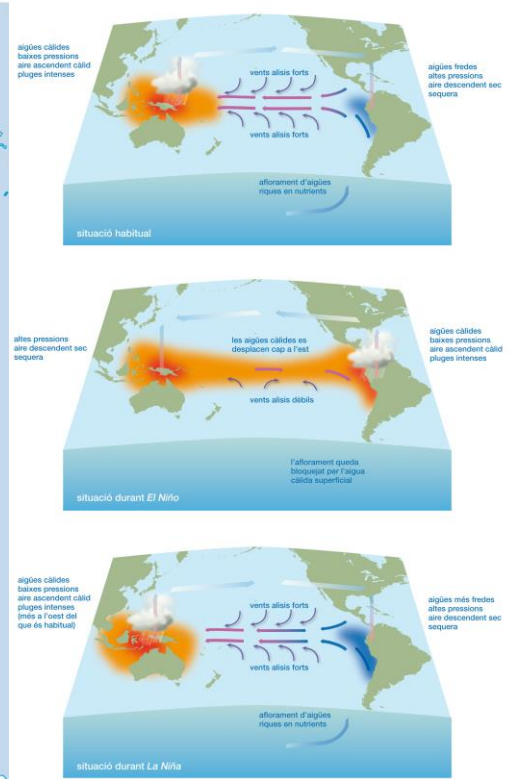 aigües càlides
baixes pressions
aire ascendent càlid
pluges intenses
vents alisis forts
aigües fredes
altes pressions
aire descendent sec
sequera
vents alisis forts
aflorament d'aigües
riques en nutrients
situació habitual
altes pressions
aire descendent sec
sequera
les aigües càlides es
desplacen cap a l'est
aigües càlides
baixes pressions
aire ascendent càlid
pluges intenses
vents alisis dèbils
l'aflorament queda
bloquejat per l'aigua
càlida superficial
situació durant El Niño
aigües càlides
baixes pressions
aire ascendent càlid
pluges intenses
(més a l'oest del
que és habitual)
vents alisis forts
aigües més fredes
altes pressions
aire descendent sec
sequera
vents alisis forts
aflorament d'aigües
riques en nutrients
situació durant La Niña